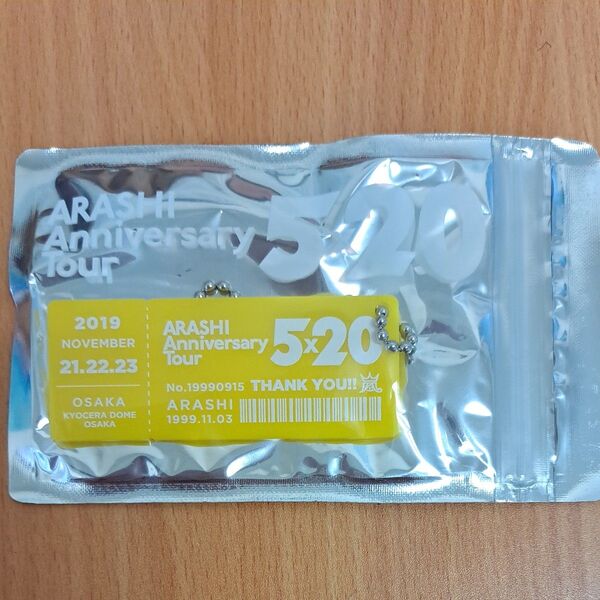 ARASHI
Anniversary
Tour
5×20
2019
NOVEMBER
21.22.23
OSAKA
KYOCERA DOME
OSAKA
ARASHI
Anniversary
Tour
5×20
No.19990915 THANK YOU!! 嵐
ARASHI
1999.11.03